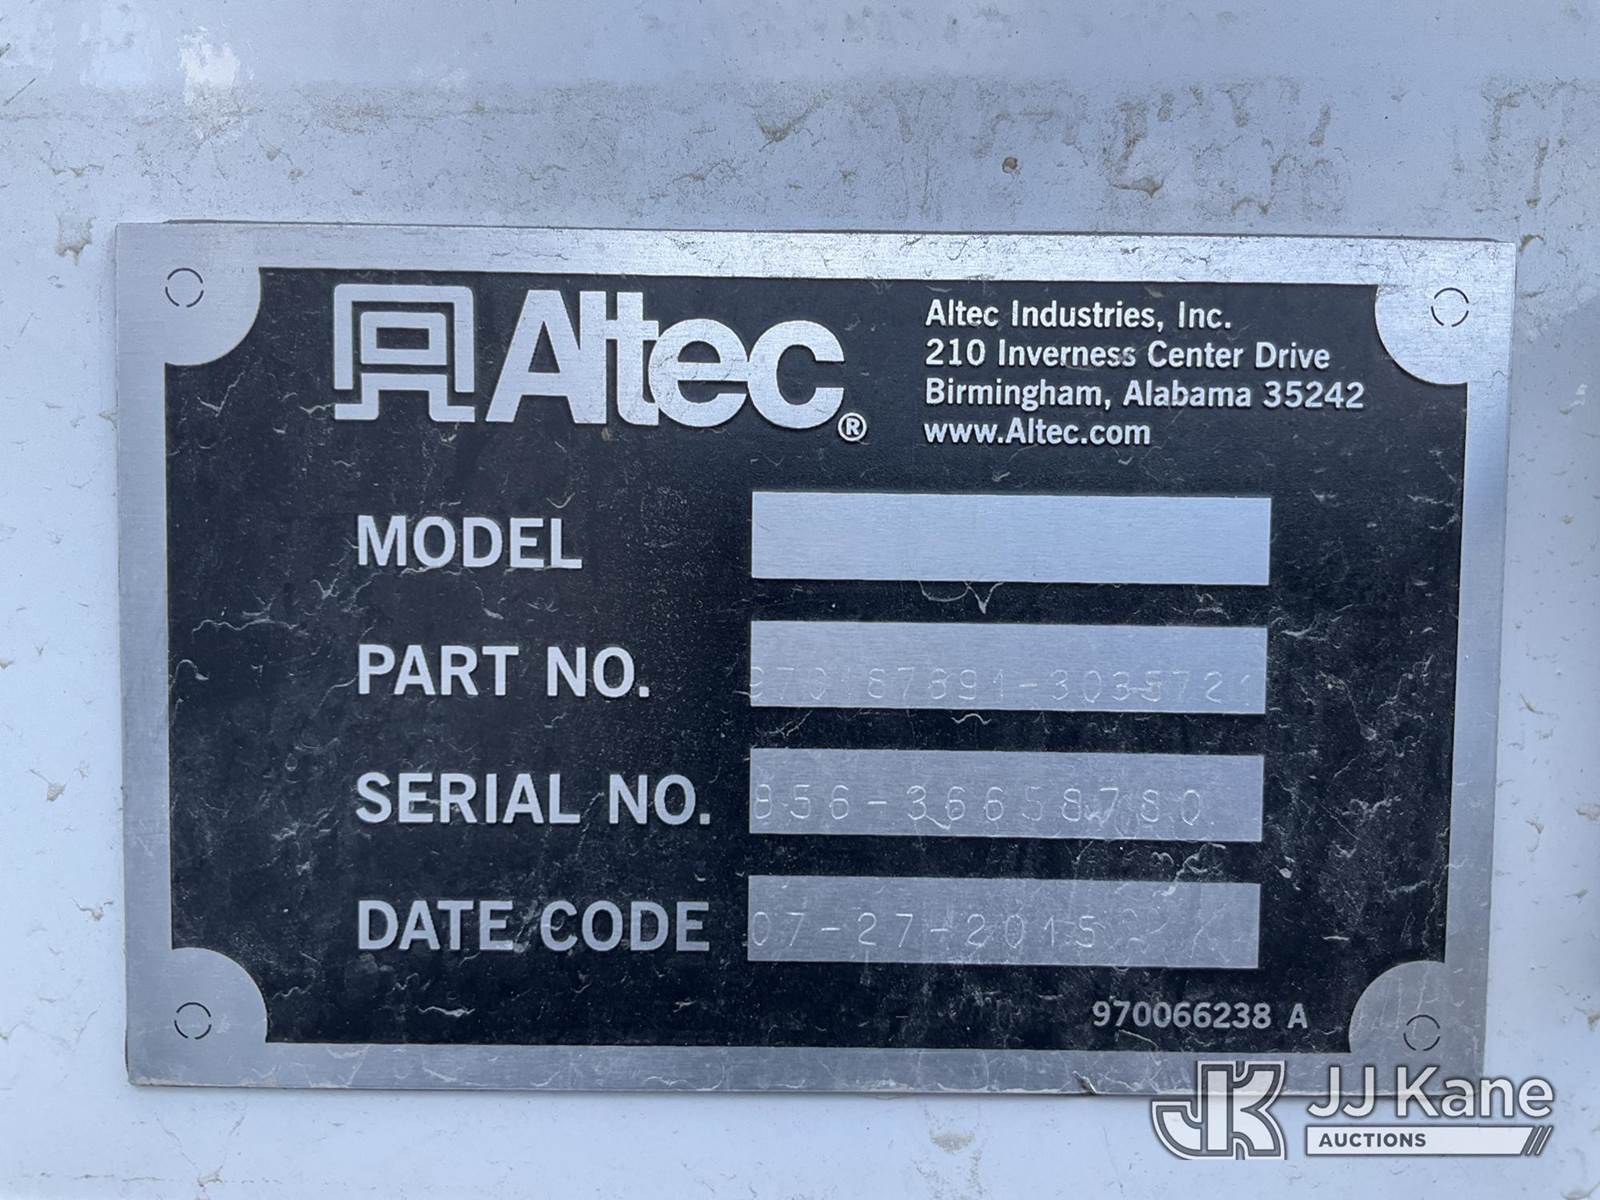 Altec®
Altec Industries, Inc.
210 Inverness Center Drive
Birmingham, Alabama 35242
www.Altec.com
MODEL
PART NO.
SERIAL NO. 856-36658780
DATE CODE 07-27-2015
970066238 A
JK JJ Kane
AUCTIONS